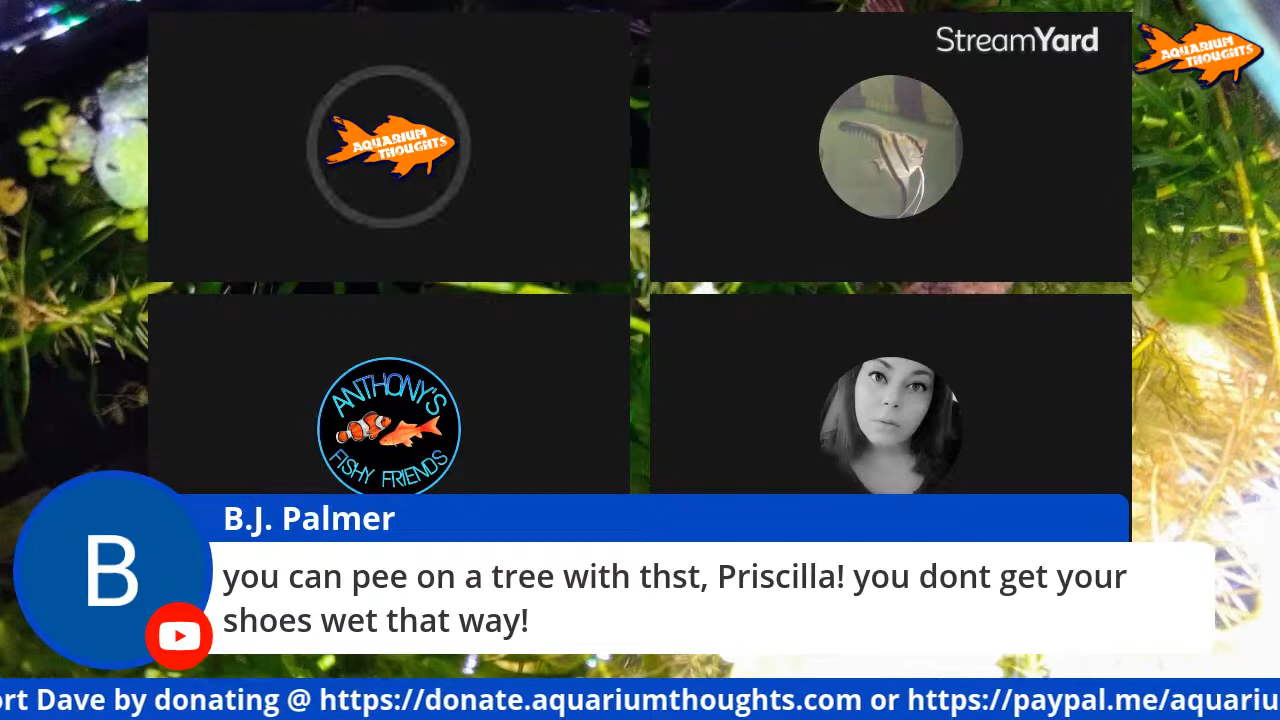 StreamYard
AQUARIUM
THOUGHTS
AQUARIUM
THOUGHTS
ANTHONY'S
FISHY FRIENDS
B
B.J. Palmer
you can pee on a tree with thst, Priscilla! you dont get your
shoes wet that way!
ort Dave by donating @ https://donate.aquariumthoughts.com or https://paypal.me/aquariu